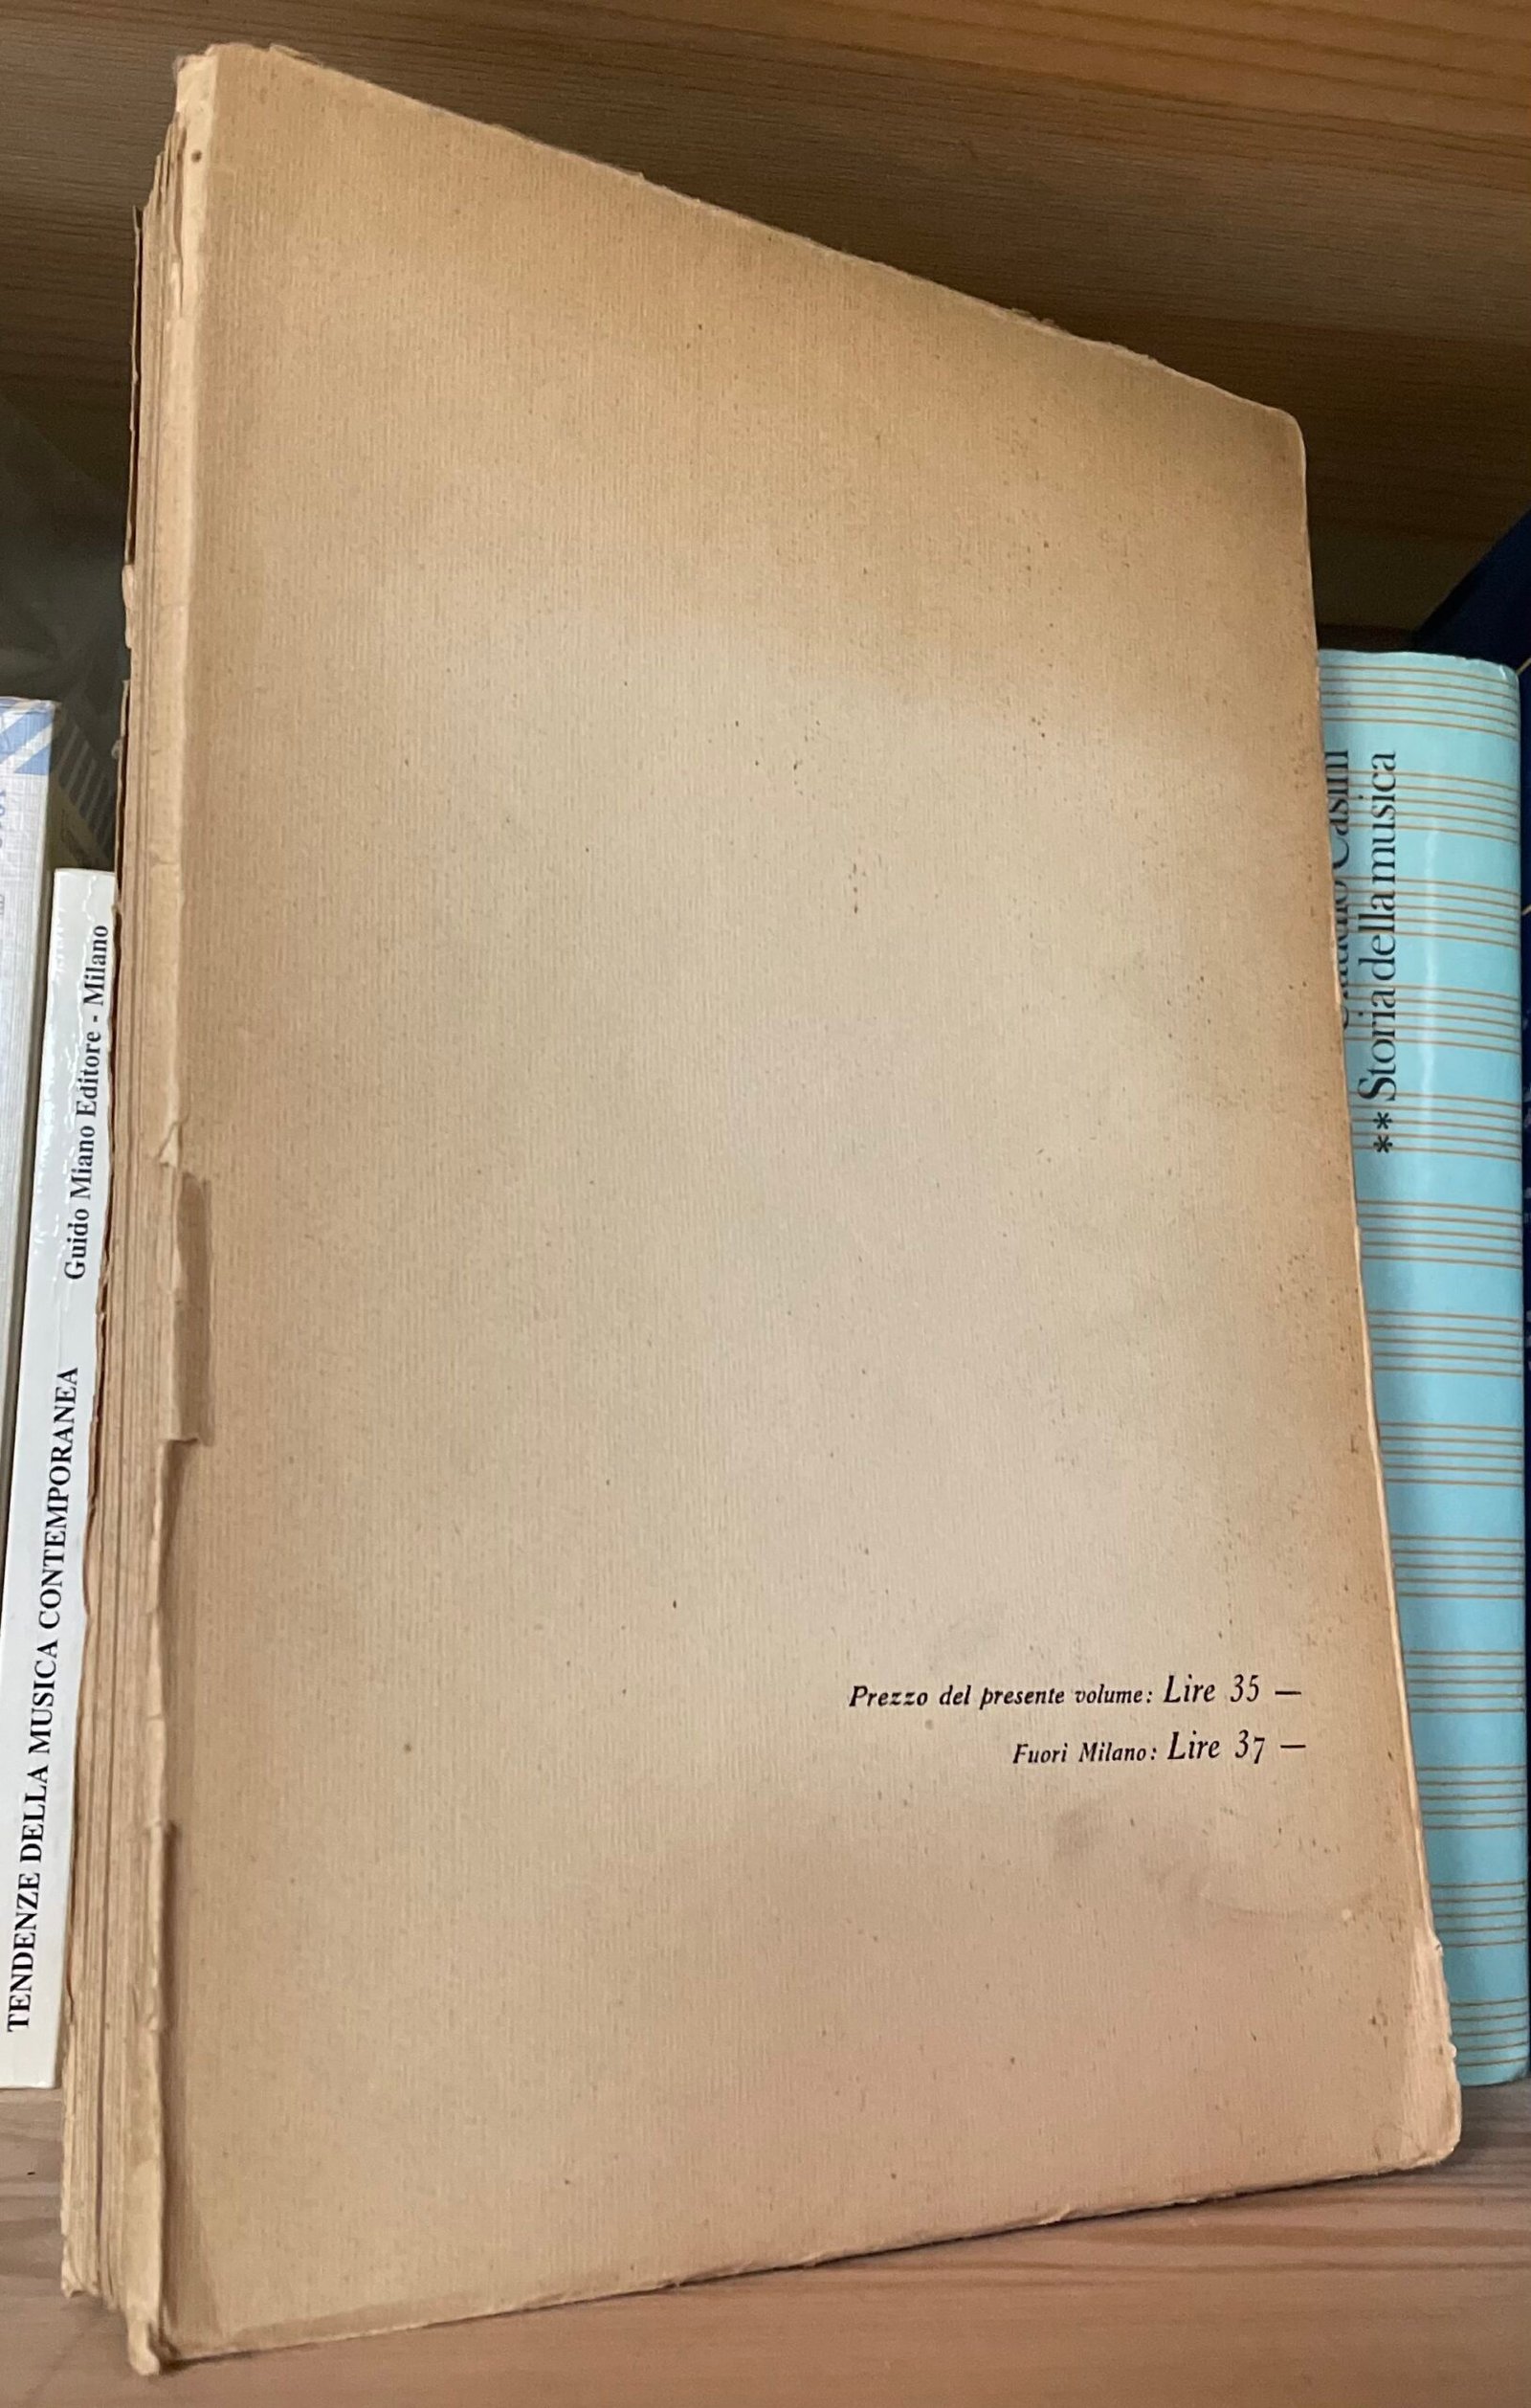 Prezzo del presente volume: Lire 35 —
Fuori Milano: Lire 37 —
TENDENZE DELLA MUSICA CONTEMPORANEA Guido Miano Editore - Milano
Casini
** Storia della musica